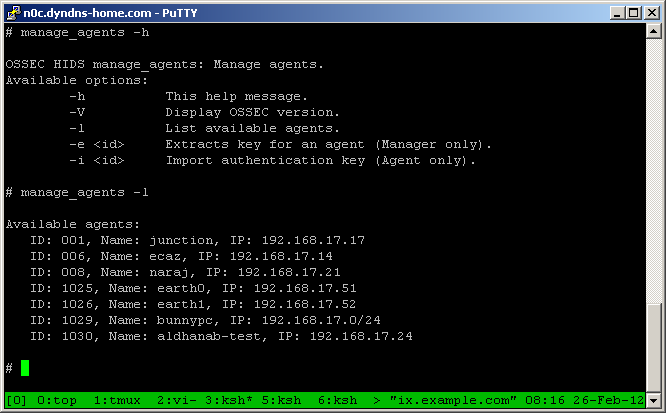 n0c.dyndns-home.com - PuTTY
# manage_agents -h
OSSEC HIDS manage_agents: Manage agents.
Available options:
-h          This help message.
-V          Display OSSEC version.
-l          List available agents.
-e <id>     Extracts key for an agent (Manager only).
-i <id>     Import authentication key (Agent only).
# manage_agents -l
Available agents:
ID: 001, Name: junction, IP: 192.168.17.17
ID: 006, Name: ecaz, IP: 192.168.17.14
ID: 008, Name: naraj, IP: 192.168.17.21
ID: 1025, Name: earth0, IP: 192.168.17.51
ID: 1026, Name: earth1, IP: 192.168.17.52
ID: 1029, Name: bunnypc, IP: 192.168.17.0/24
ID: 1030, Name: aldhanab-test, IP: 192.168.17.24
#
[0] 0:top  1:tmux  2:vi- 3:ksh* 5:ksh  6:ksh  > "ix.example.com" 08:16 26-Feb-12